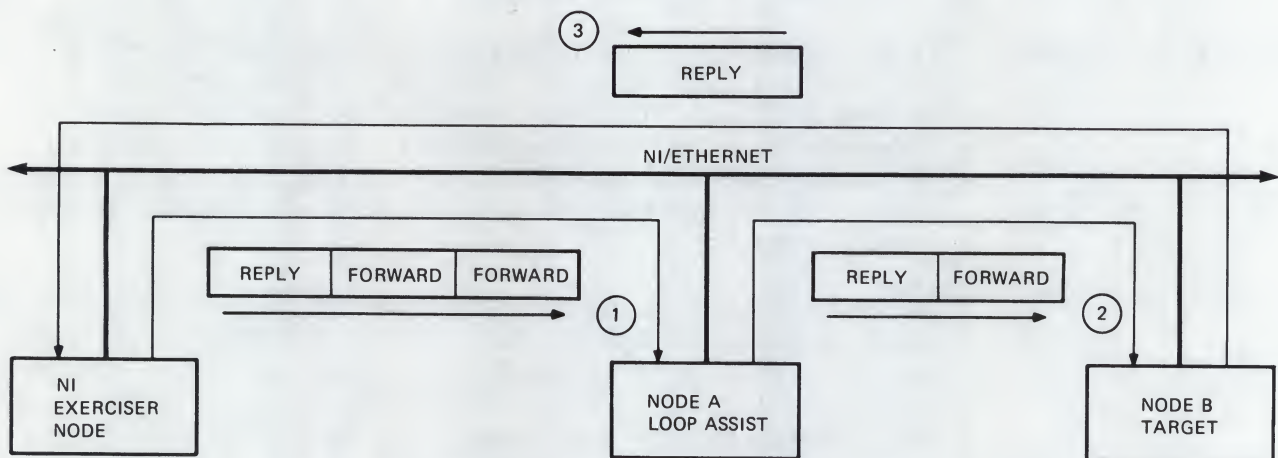 3
REPLY
NI/ETHERNET
REPLY FORWARD FORWARD
REPLY FORWARD
1
2
NI
EXERCISER
NODE
NODE A
LOOP ASSIST
NODE B
TARGET